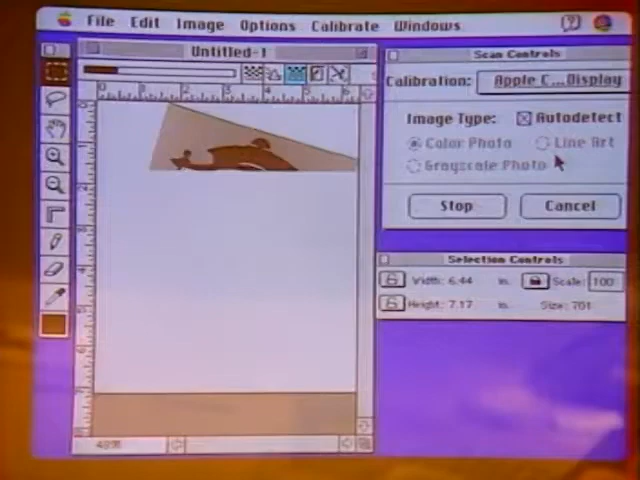 File Edit Image Options Calibrate Windows
Untitled-1
Scan Controls
Calibration: Apple C...Display
Image Type: Autodetect
Color Photo Line Art
Grayscale Photo
Stop Cancel
Selection Controls
Width: 6.44 in. Scale: 100
Height: 7.17 in. Size: 701